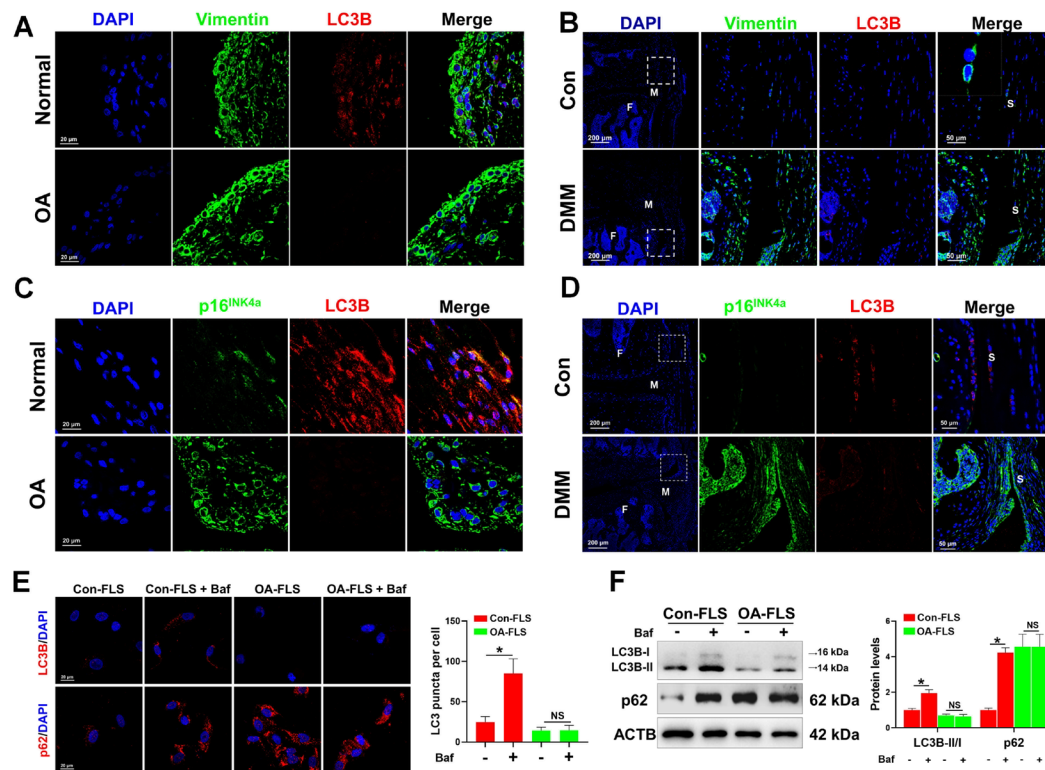 A
DAPI Vimentin LC3B Merge
Normal
20 μm
OA
20 μm
B
DAPI Vimentin LC3B Merge
Con
F M S
200 μm 50 μm
DMM
F M S
200 μm 50 μm
C
DAPI p16INK4a LC3B Merge
Normal
20 μm
OA
20 μm
D
DAPI p16INK4a LC3B Merge
Con
F M S
200 μm 50 μm
DMM
F M S
200 μm 50 μm
E
Con-FLS Con-FLS + Baf OA-FLS OA-FLS + Baf
LC3B/DAPI
p62/DAPI
Con-FLS
OA-FLS
LC3 puncta per cell
150
100
50
0
* NS
- + - +
Baf
F
Con-FLS OA-FLS
Baf - + - +
LC3B-I →16 kDa
LC3B-II →14 kDa
p62 62 kDa
ACTB 42 kDa
Con-FLS
OA-FLS
Protein levels
10
8
6
4
2
0
* NS * NS
Baf - + - + - + - +
LC3B-II/I p62